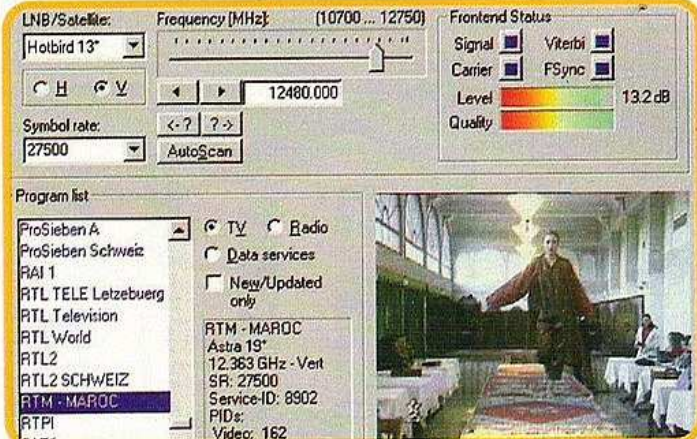 LNB/Satellite:
Hotbird 13°
H V
Symbol rate:
27500
Frequency [MHz]: (10700 ... 12750)
12480.000
<-? ?->
AutoScan
Frontend Status
Signal Viterbi
Carrier FSync
Level 13.2 dB
Quality
Program list
ProSieben A
ProSieben Schweiz
RAI 1
RTL TELE Letzebuerg
RTL Television
RTL World
RTL2
RTL2 SCHWEIZ
RTM - MAROC
RTPI
TV Radio
Data services
New/Updated
only
RTM - MAROC
Astra 19°
12.363 GHz - Vert
SR: 27500
Service-ID: 8902
PIDs:
Video: 162